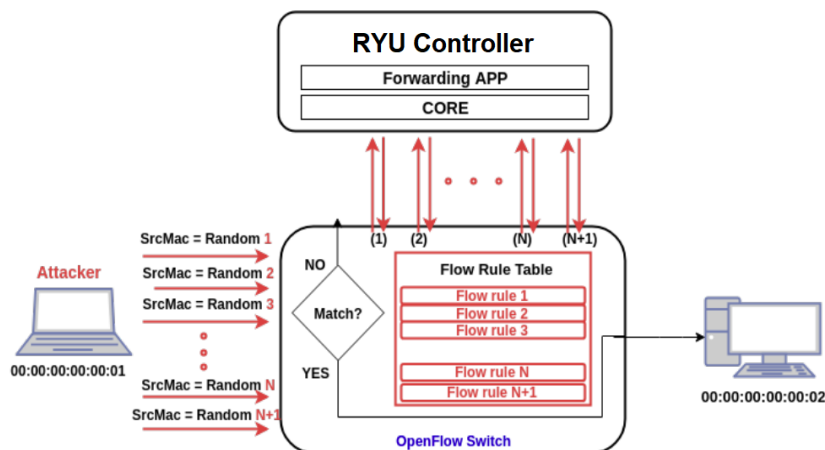 RYU Controller
Forwarding APP
CORE
(1)
(2)
(N)
(N+1)
SrcMac = Random 1
SrcMac = Random 2
SrcMac = Random 3
SrcMac = Random N
SrcMac = Random N+1
Attacker
00:00:00:00:00:01
NO
Match?
YES
Flow Rule Table
Flow rule 1
Flow rule 2
Flow rule 3
Flow rule N
Flow rule N+1
OpenFlow Switch
00:00:00:00:00:02